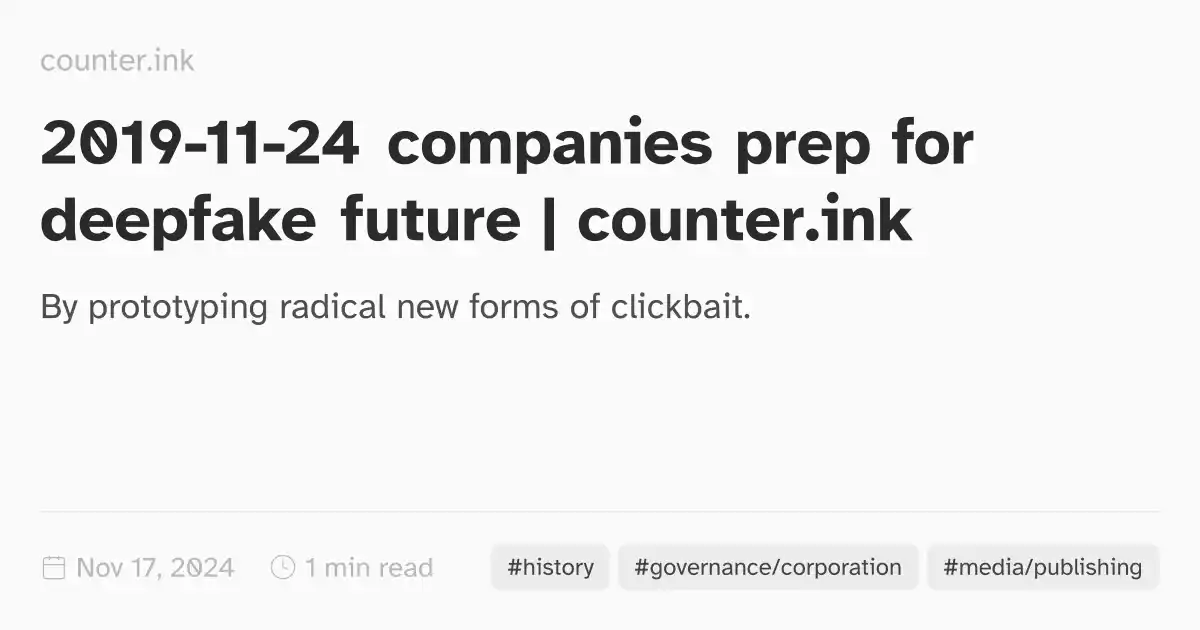 counter.ink
2019-11-24 companies prep for
deepfake future | counter.ink
By prototyping radical new forms of clickbait.
Nov 17, 2024 1 min read #history #governance/corporation #media/publishing